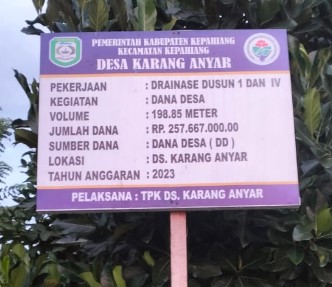 PEMERINTAH KABUPATEN KEPAHIANG
KECAMATAN KEPAHIANG
DESA KARANG ANYAR
PEKERJAAN : DRAINASE DUSUN 1 DAN IV
KEGIATAN : DANA DESA
VOLUME : 198.85 METER
JUMLAH DANA : RP. 257.667.000.00
SUMBER DANA : DANA DESA ( DD )
LOKASI : DS. KARANG ANYAR
TAHUN ANGGARAN : 2023
PELAKSANA : TPK DS. KARANG ANYAR